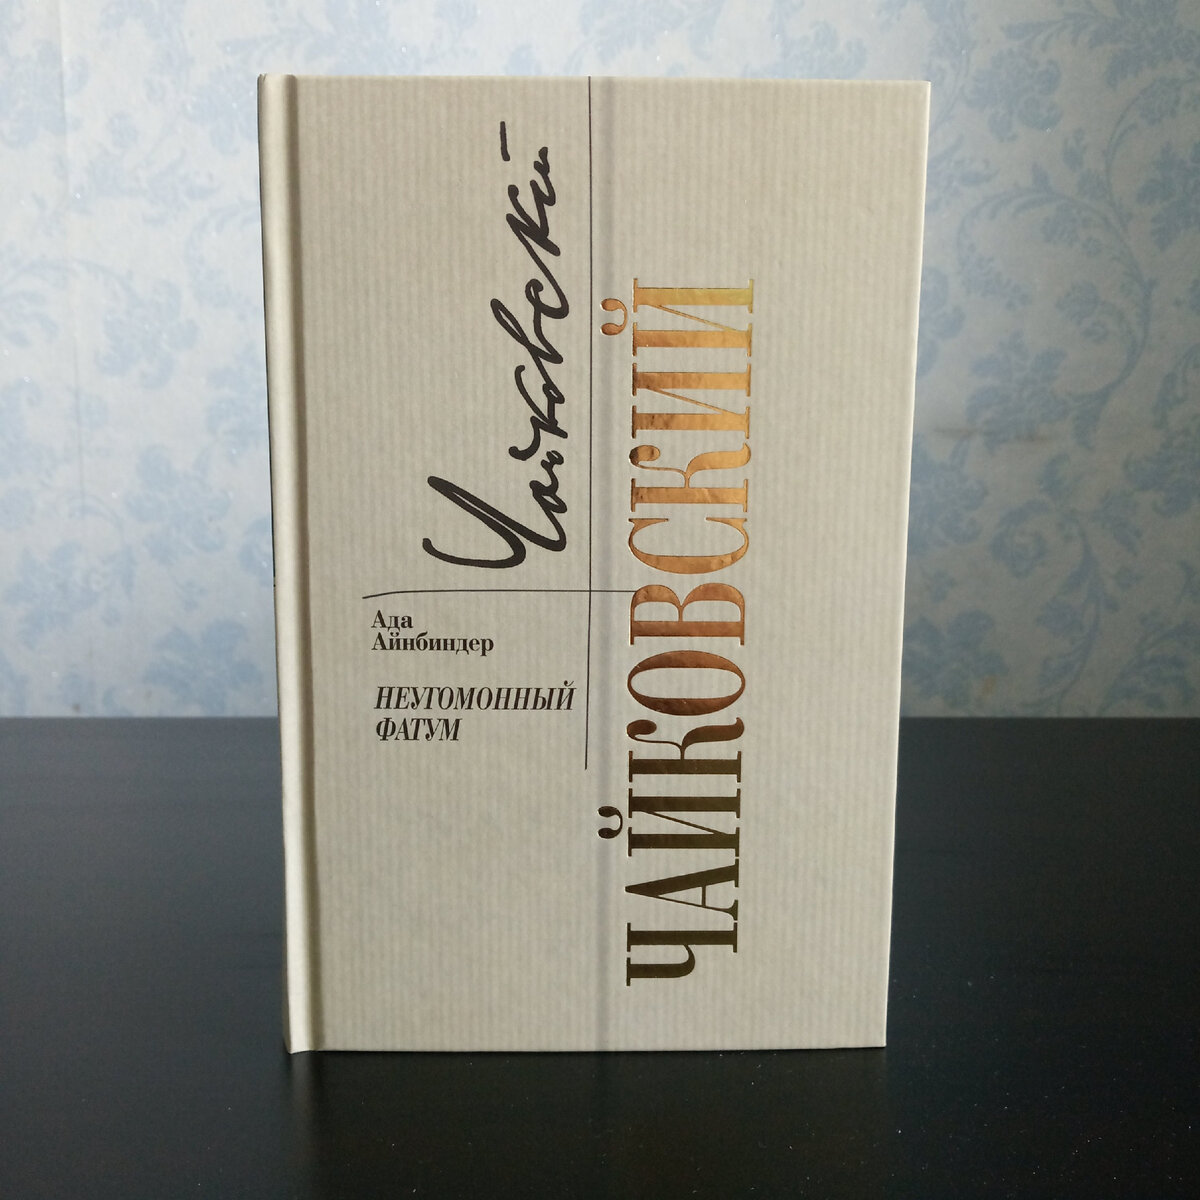 Чайковский
Ада
Айнбиндер
НЕУГОМОННЫЙ
ФАТУМ
ЧАЙКОВСКИЙ